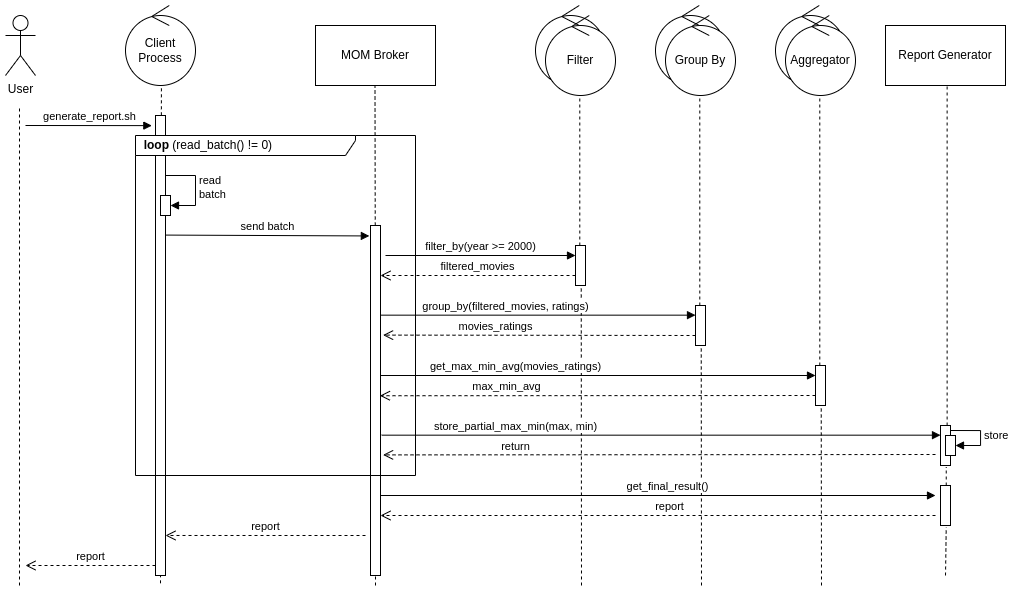 User
Client
Process
MOM Broker
Filter
Group By
Aggregator
Report Generator
generate_report.sh
loop (read_batch() != 0)
read
batch
send batch
filter_by(year >= 2000)
filtered_movies
group_by(filtered_movies, ratings)
movies_ratings
get_max_min_avg(movies_ratings)
max_min_avg
store_partial_max_min(max, min)
store
return
get_final_result()
report
report
report